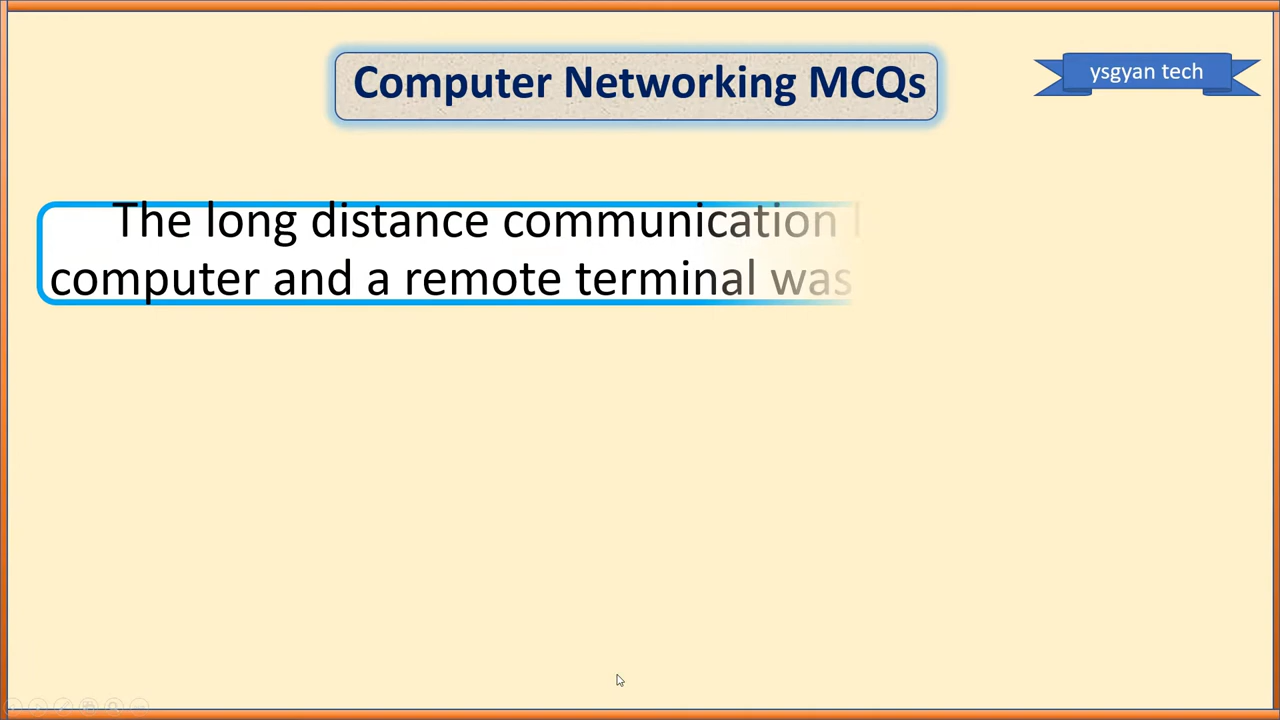 Computer Networking MCQs
ysgyan tech
The long distance communication
computer and a remote terminal was